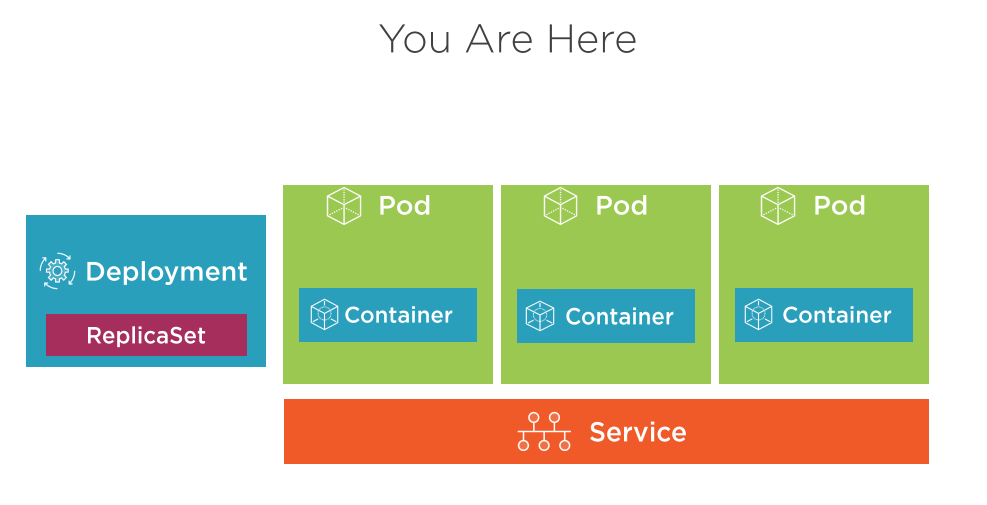 You Are Here
Pod
Pod
Pod
Deployment
ReplicaSet
Container
Container
Container
Service